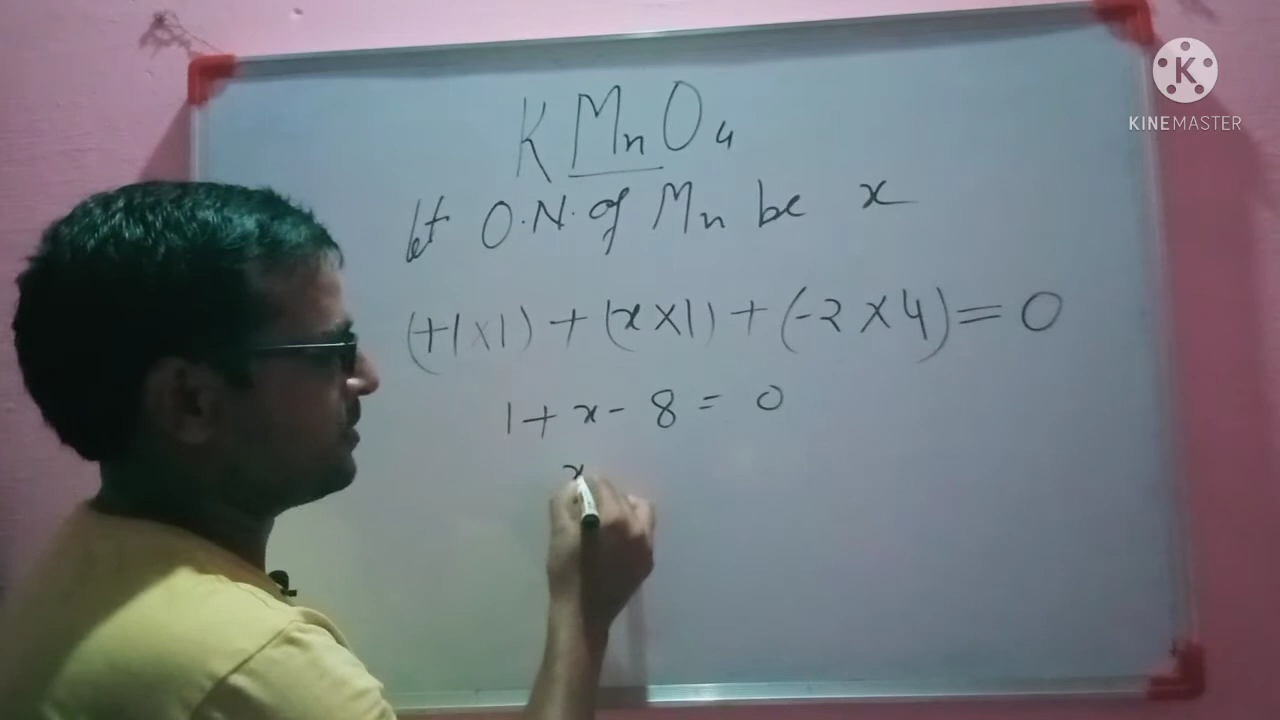 KMnO4
let O.N. of Mn be x
(+1×1) + (x×1) + (-2×4) = 0
1 + x - 8 = 0
x
K
KINEMASTER